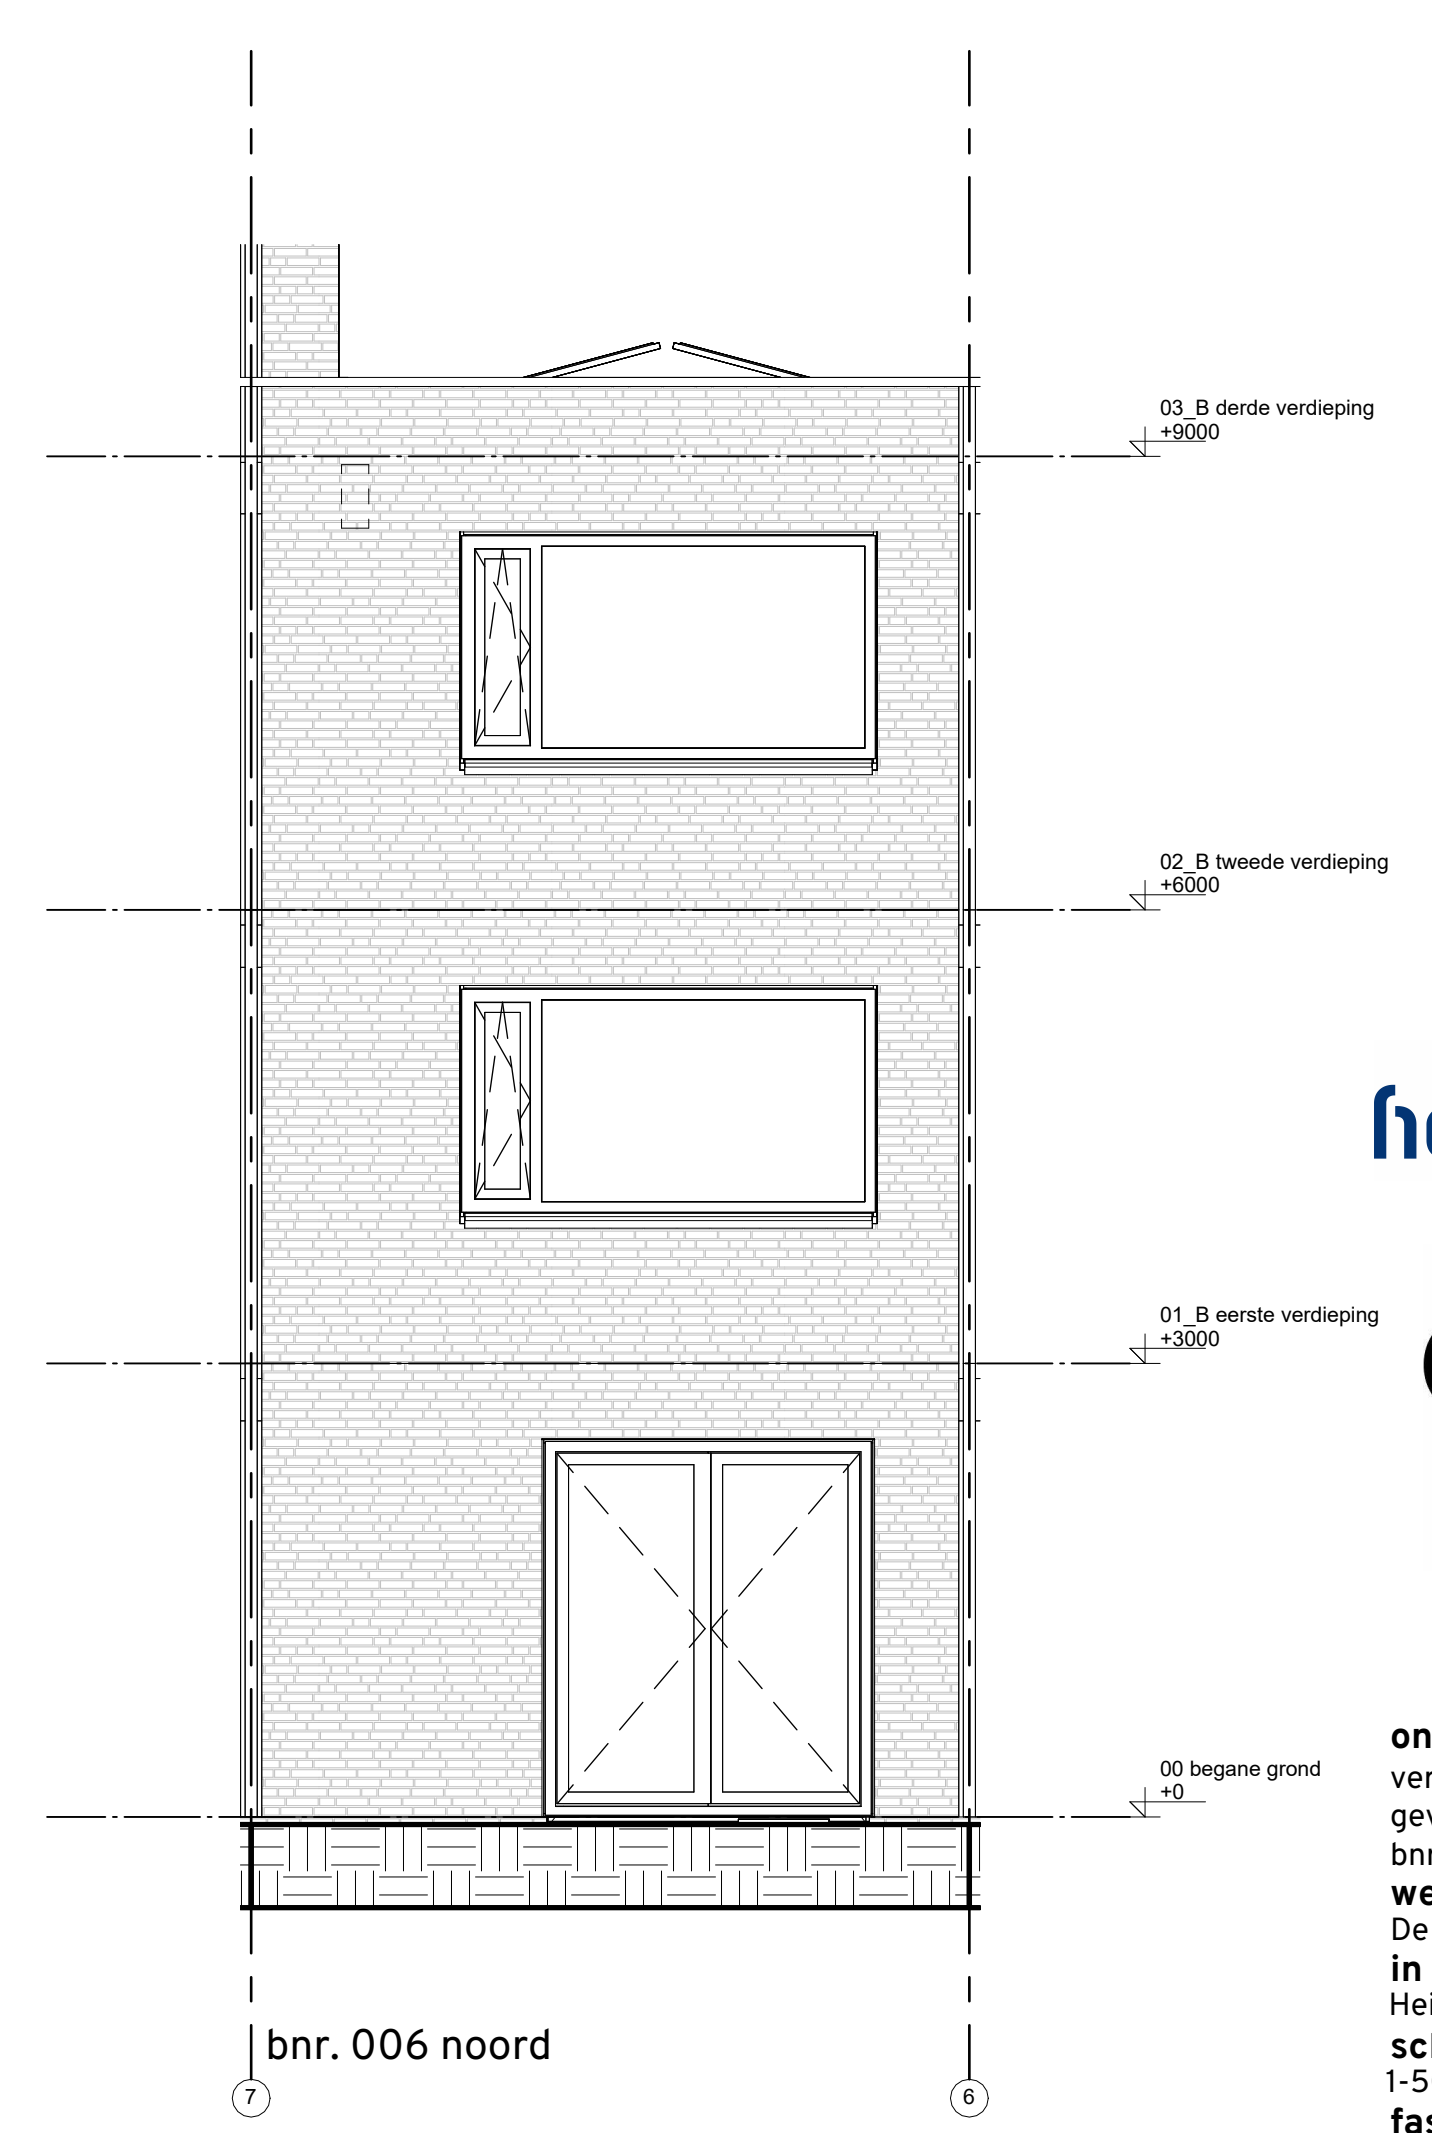 03_B derde verdieping
+9000
02_B tweede verdieping
+6000
01_B eerste verdieping
+3000
00 begane grond
+0
bnr. 006 noord
7
6
in